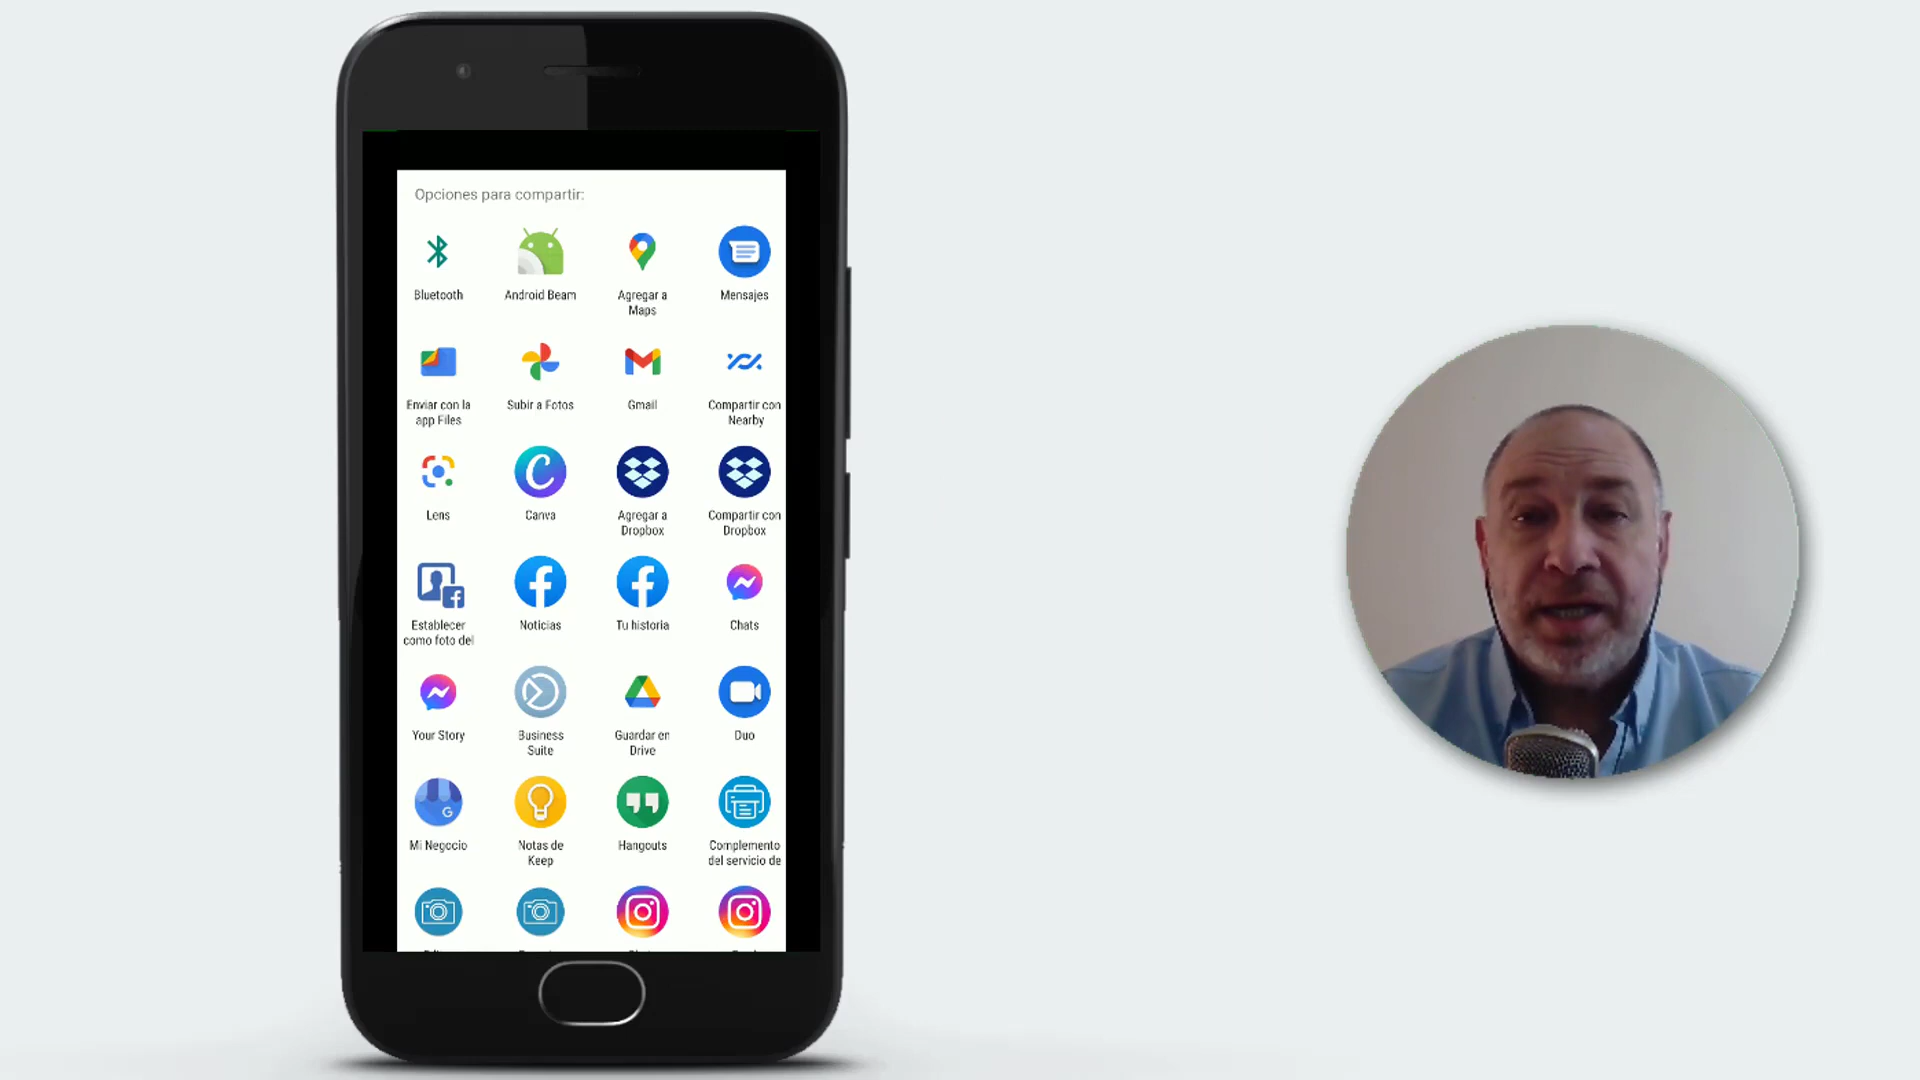 Opciones para compartir:
Bluetooth
Android Beam
Agregar a
Maps
Mensajes
Enviar con la
app Files
Subir a Fotos
Gmail
Compartir con
Nearby
Lens
Canva
Agregar a
Dropbox
Compartir con
Dropbox
Establecer
como foto del
Noticias
Tu historia
Chats
Your Story
Business
Suite
Guardar en
Drive
Duo
Mi Negocio
Notas de
Keep
Hangouts
Complemento
del servicio de